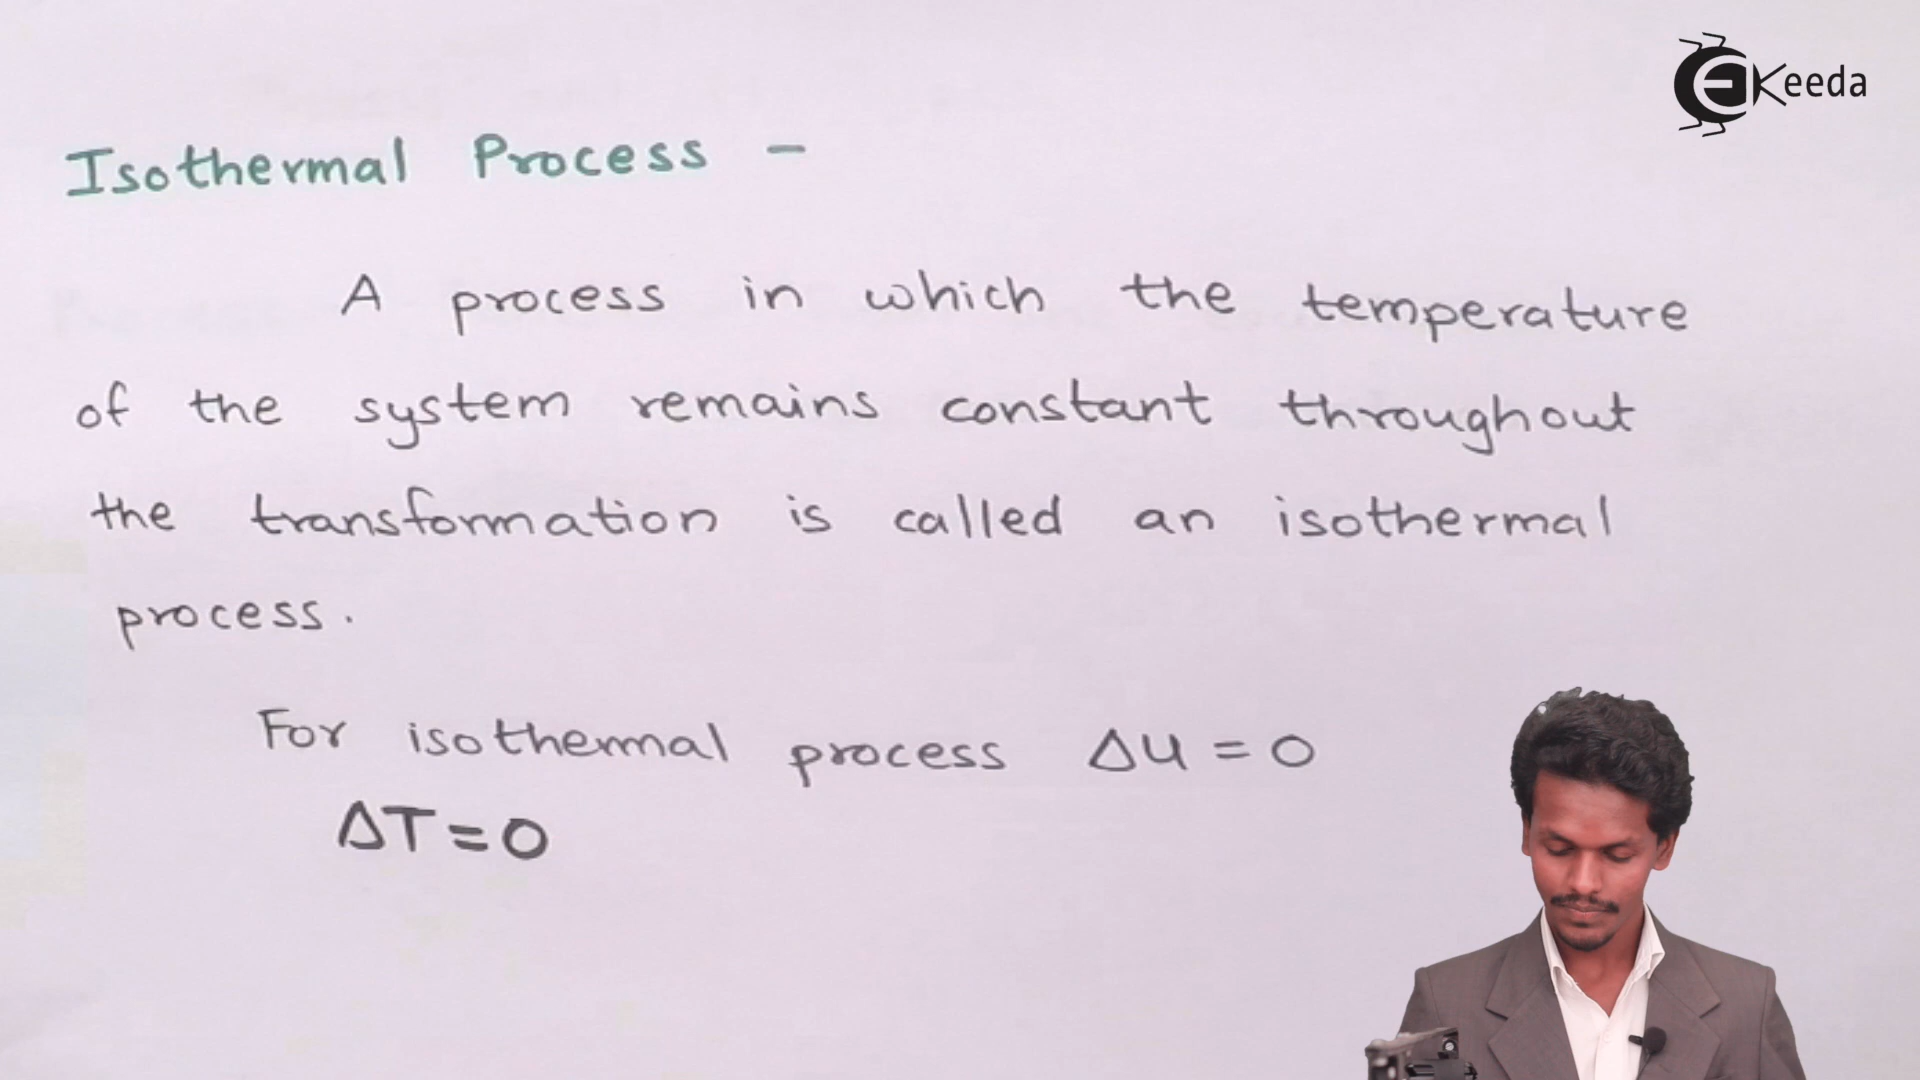 EKeeda
Isothermal Process -
A process in which the temperature
of the system remains constant throughout
the transformation is called an isothermal
process.
For isothermal process ΔU = 0
ΔT = 0